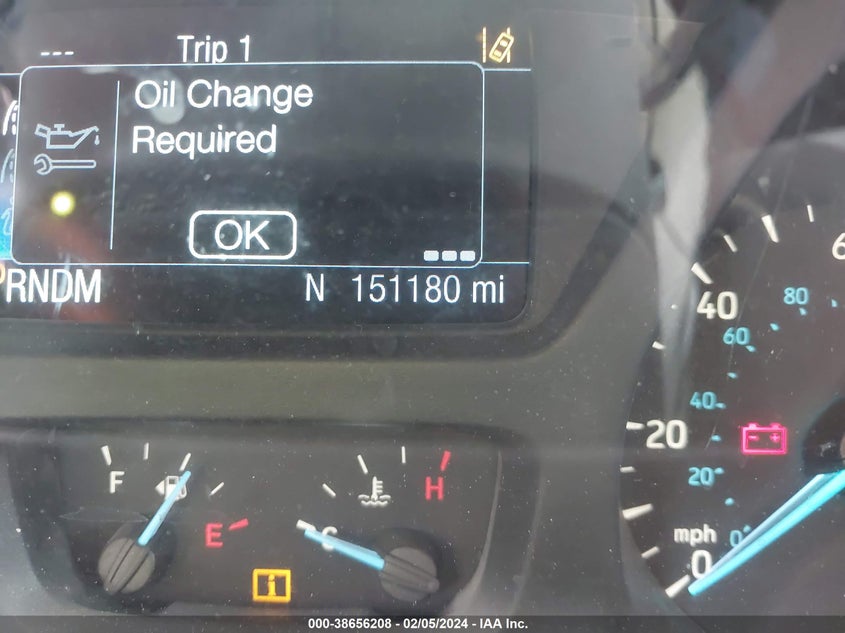 --- Trip 1
Oil Change
Required
OK
PRNDM N 151180 mi
40 80
60
40
20
20
mph 0
0
F E C H
i
000-38656208 - 02/05/2024 - IAA Inc.